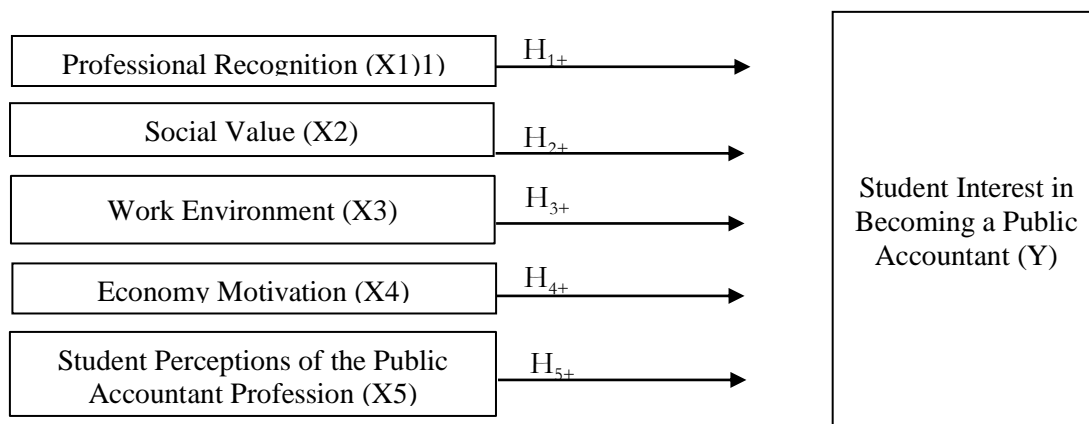 Professional Recognition (X1)1)
H1+
Social Value (X2)
H2+
Work Environment (X3)
H3+
Economy Motivation (X4)
H4+
Student Perceptions of the Public
Accountant Profession (X5)
H5+
Student Interest in
Becoming a Public
Accountant (Y)